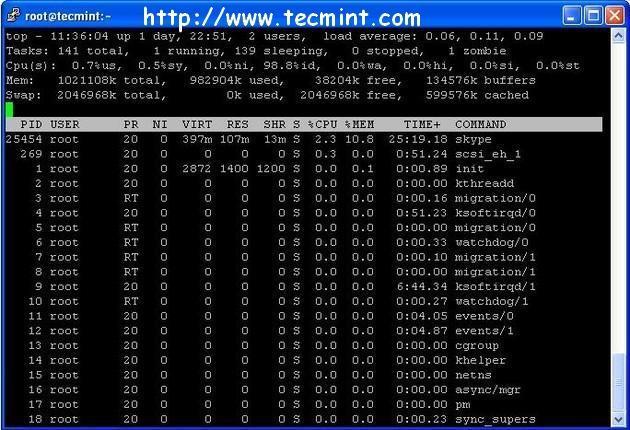 root@tecmint:~
http://www.tecmint.com
top - 11:36:04 up 1 day, 22:51, 2 users, load average: 0.06, 0.11, 0.09
Tasks: 141 total, 1 running, 139 sleeping, 0 stopped, 1 zombie
Cpu(s): 0.7%us, 0.5%sy, 0.0%ni, 98.8%id, 0.0%wa, 0.0%hi, 0.0%si, 0.0%st
Mem: 1021108k total, 982904k used, 38204k free, 134576k buffers
Swap: 2046968k total, 0k used, 2046968k free, 599576k cached
PID USER PR NI VIRT RES SHR S %CPU %MEM TIME+ COMMAND
25454 root 20 0 397m 107m 13m S 2.3 10.8 25:19.18 skype
269 root 20 0 0 0 0 S 0.3 0.0 0:51.24 scsi_eh_1
1 root 20 0 2872 1400 1200 S 0.0 0.1 0:00.89 init
2 root 20 0 0 0 0 S 0.0 0.0 0:00.00 kthreadd
3 root RT 0 0 0 0 S 0.0 0.0 0:00.16 migration/0
4 root 20 0 0 0 0 S 0.0 0.0 0:51.23 ksoftirqd/0
5 root RT 0 0 0 0 S 0.0 0.0 0:00.00 migration/0
6 root RT 0 0 0 0 S 0.0 0.0 0:00.33 watchdog/0
7 root RT 0 0 0 0 S 0.0 0.0 0:00.10 migration/1
8 root RT 0 0 0 0 S 0.0 0.0 0:00.00 migration/1
9 root 20 0 0 0 0 S 0.0 0.0 6:44.34 ksoftirqd/1
10 root RT 0 0 0 0 S 0.0 0.0 0:00.27 watchdog/1
11 root 20 0 0 0 0 S 0.0 0.0 0:04.05 events/0
12 root 20 0 0 0 0 S 0.0 0.0 0:04.87 events/1
13 root 20 0 0 0 0 S 0.0 0.0 0:00.00 cgroup
14 root 20 0 0 0 0 S 0.0 0.0 0:00.00 khelper
15 root 20 0 0 0 0 S 0.0 0.0 0:00.00 netns
16 root 20 0 0 0 0 S 0.0 0.0 0:00.00 async/mgr
17 root 20 0 0 0 0 S 0.0 0.0 0:00.00 pm
18 root 20 0 0 0 0 S 0.0 0.0 0:00.23 sync_supers